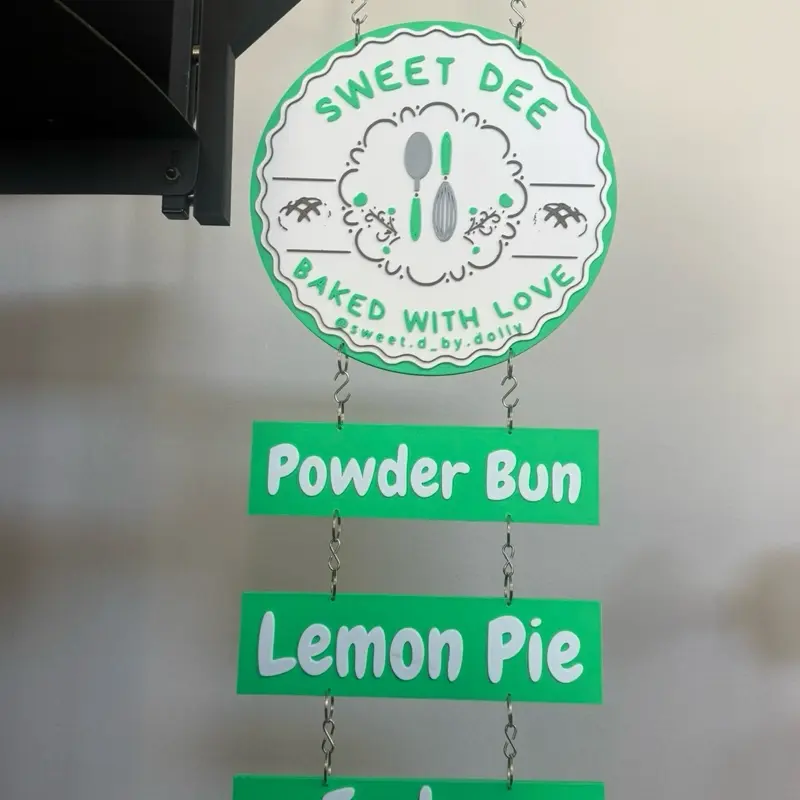 SWEET DEE
BAKED WITH LOVE
@sweet.d_by.dolly
Powder Bun
Lemon Pie